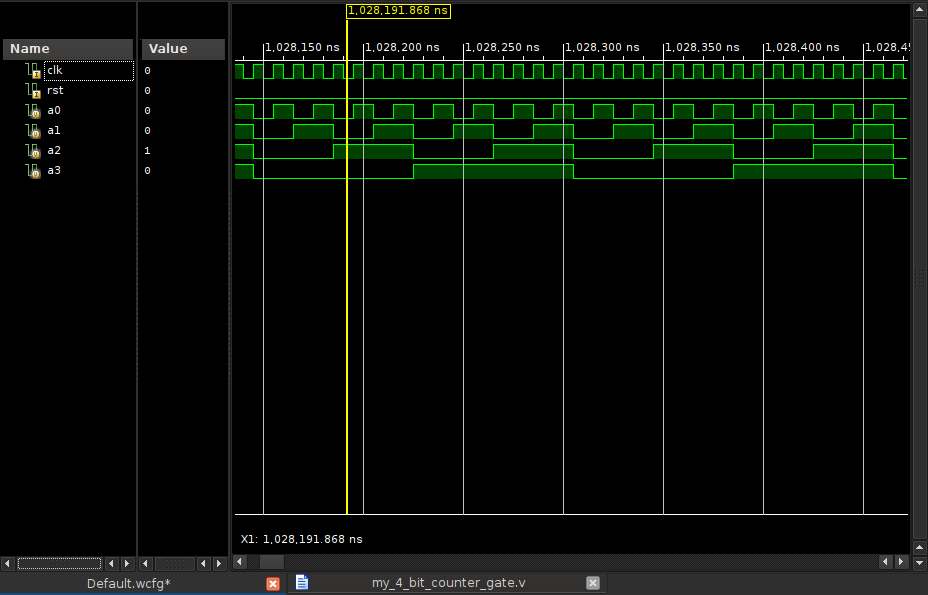 1,028,191.868 ns
Name Value
1,028,150 ns 1,028,200 ns 1,028,250 ns 1,028,300 ns 1,028,350 ns 1,028,400 ns 1,028,45
clk 0
rst 0
a0 0
a1 0
a2 1
a3 0
X1: 1,028,191.868 ns
Default.wcfg* my_4_bit_counter_gate.v